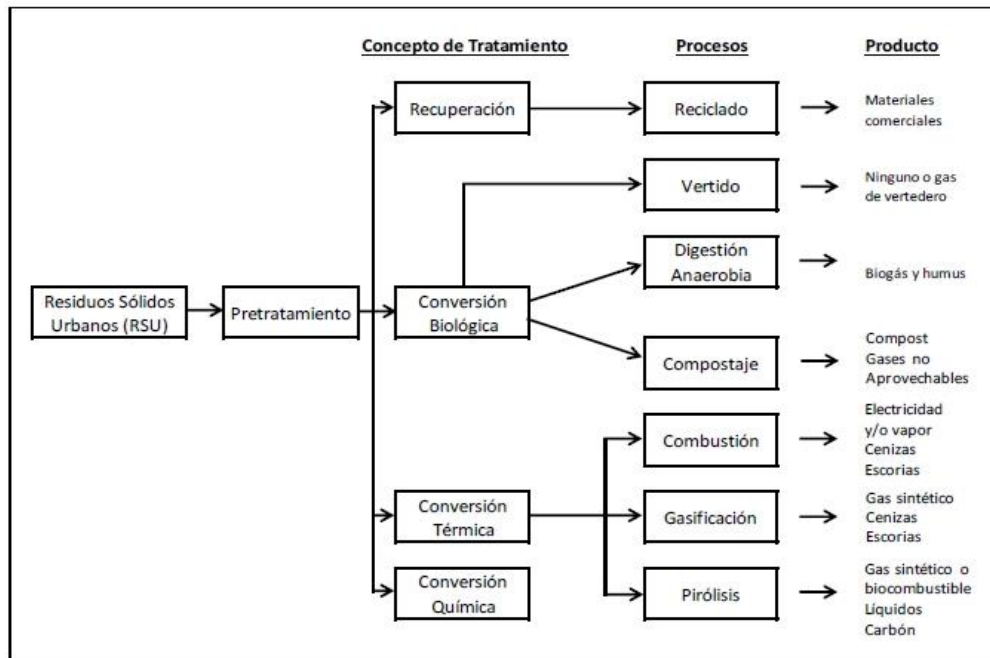 Concepto de Tratamiento
Procesos
Producto
Recuperación
Reciclado
Materiales
comerciales
Vertido
Ninguno o gas
de vertedero
Digestión
Anaerobia
Biogás y humus
Residuos Sólidos
Urbanos (RSU)
Pretratamiento
Conversión
Biológica
Compostaje
Compost
Gases no
Aprovechables
Combustión
Electricidad
y/o vapor
Cenizas
Escorias
Conversión
Térmica
Gasificación
Gas sintético
Cenizas
Escorias
Conversión
Química
Pirólisis
Gas sintético o
biocombustible
Líquidos
Carbón